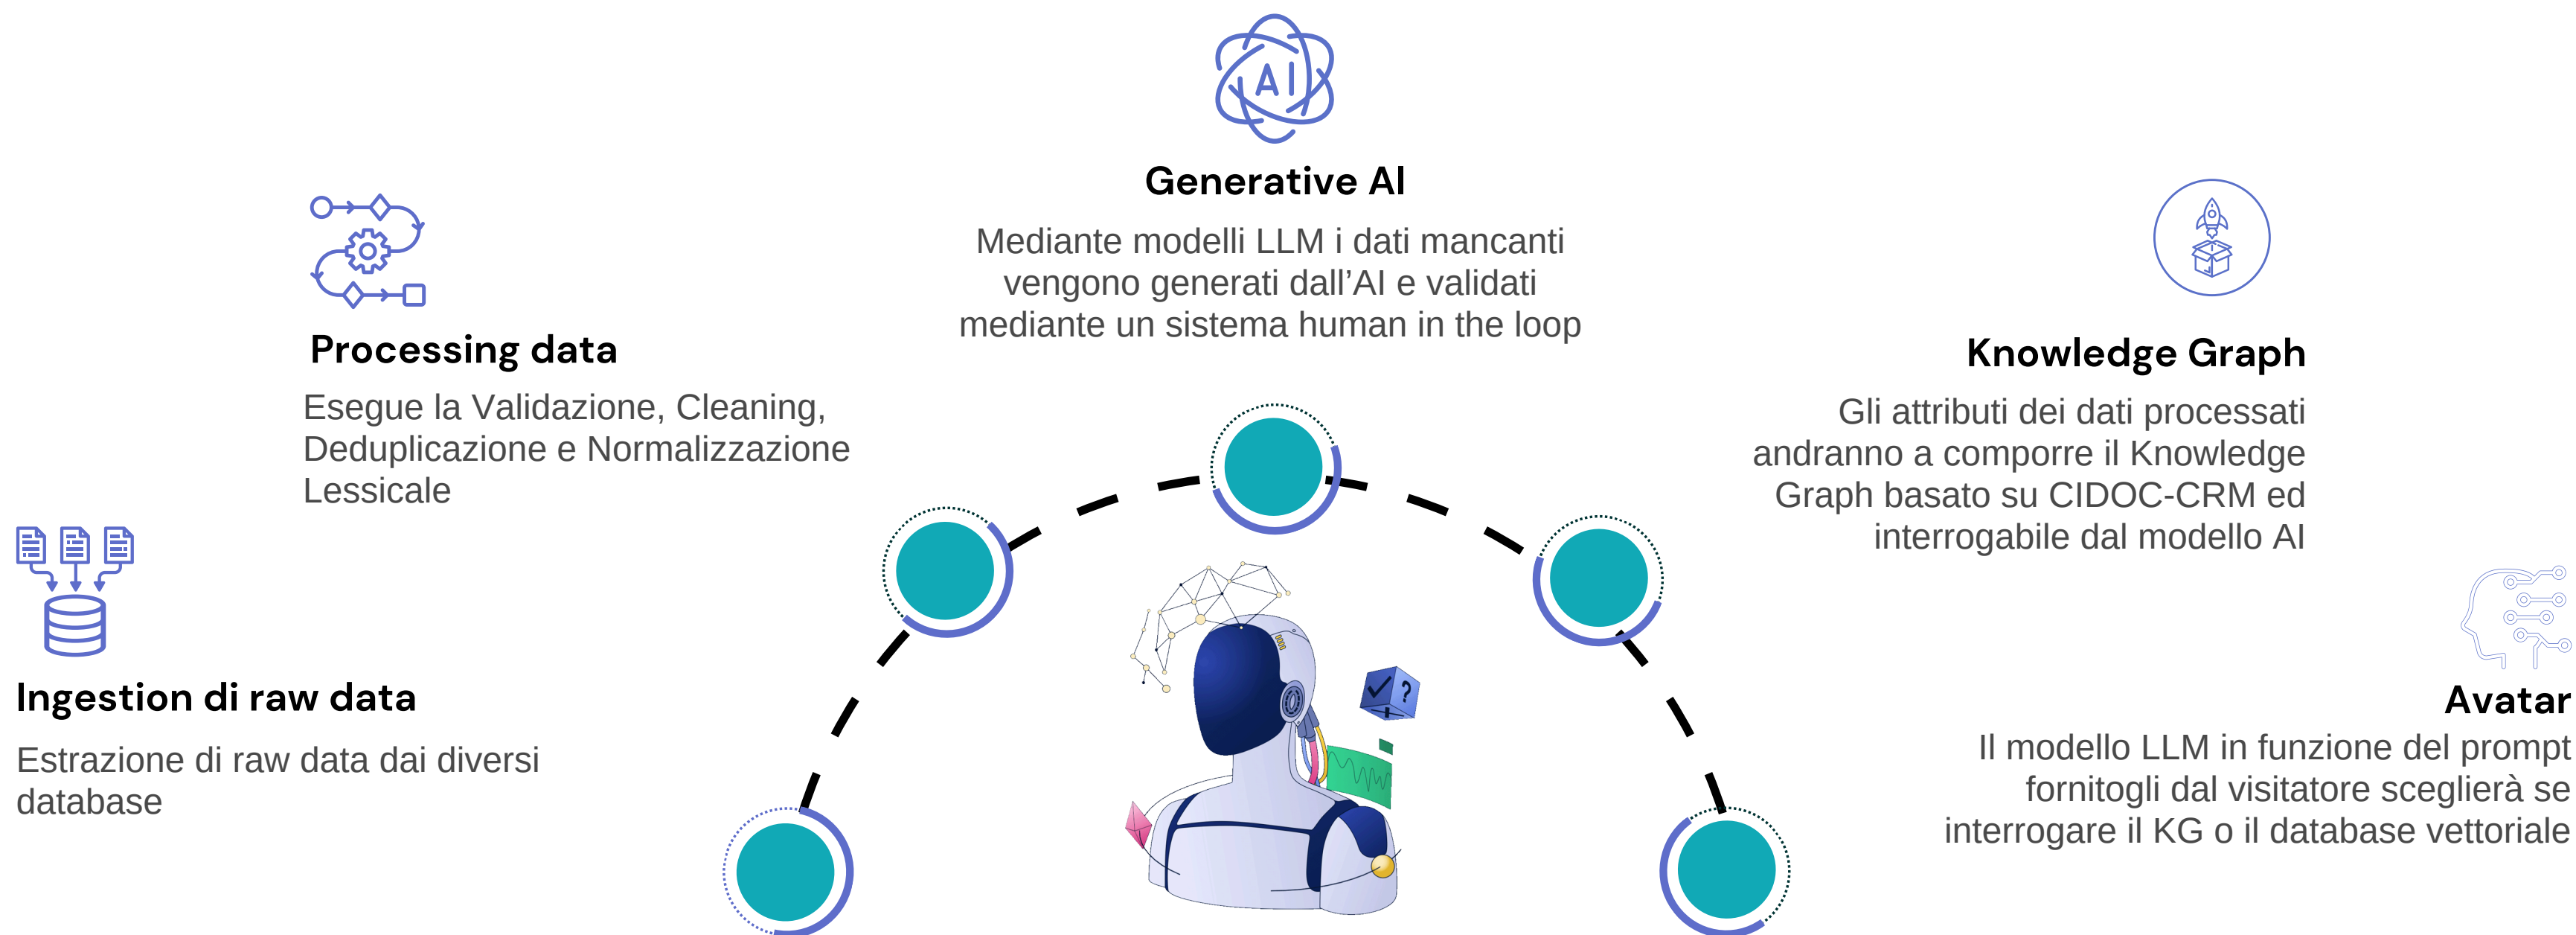 Ingestion di raw data
Estrazione di raw data dai diversi
database
Processing data
Esegue la Validazione, Cleaning,
Deduplicazione e Normalizzazione
Lessicale
AI
Generative AI
Mediante modelli LLM i dati mancanti
vengono generati dall’AI e validati
mediante un sistema human in the loop
Knowledge Graph
Gli attributi dei dati processati
andranno a comporre il Knowledge
Graph basato su CIDOC-CRM ed
interrogabile dal modello AI
Avatar
Il modello LLM in funzione del prompt
fornitogli dal visitatore sceglierà se
interrogare il KG o il database vettoriale
?